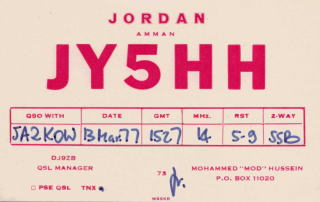 JORDAN
AMMAN
JY5HH
QSO WITH DATE GMT MHz. RST 2-WAY
JA2KOW 13 Mar.77 1527 14 5-9 SSB
DJ9ZB
QSL MANAGER
MOHAMMED "MOD" HUSSEIN
P.O. BOX 11020
73
□ PSE QSL TNX